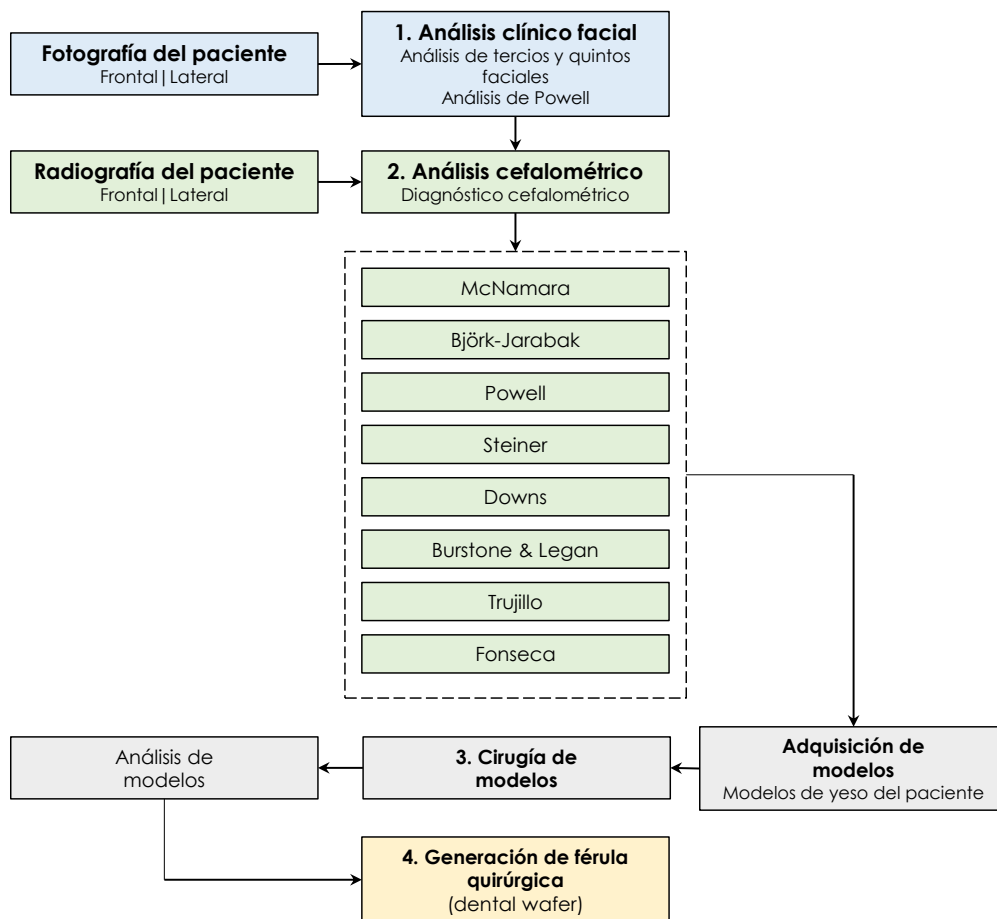 Fotografía del paciente
Frontal|Lateral
1. Análisis clínico facial
Análisis de tercios y quintos
faciales
Análisis de Powell
Radiografía del paciente
Frontal|Lateral
2. Análisis cefalométrico
Diagnóstico cefalométrico
McNamara
Björk-Jarabak
Powell
Steiner
Downs
Burstone & Legan
Trujillo
Fonseca
Adquisición de
modelos
Modelos de yeso del paciente
3. Cirugía de
modelos
Análisis de
modelos
4. Generación de férula
quirúrgica
(dental wafer)